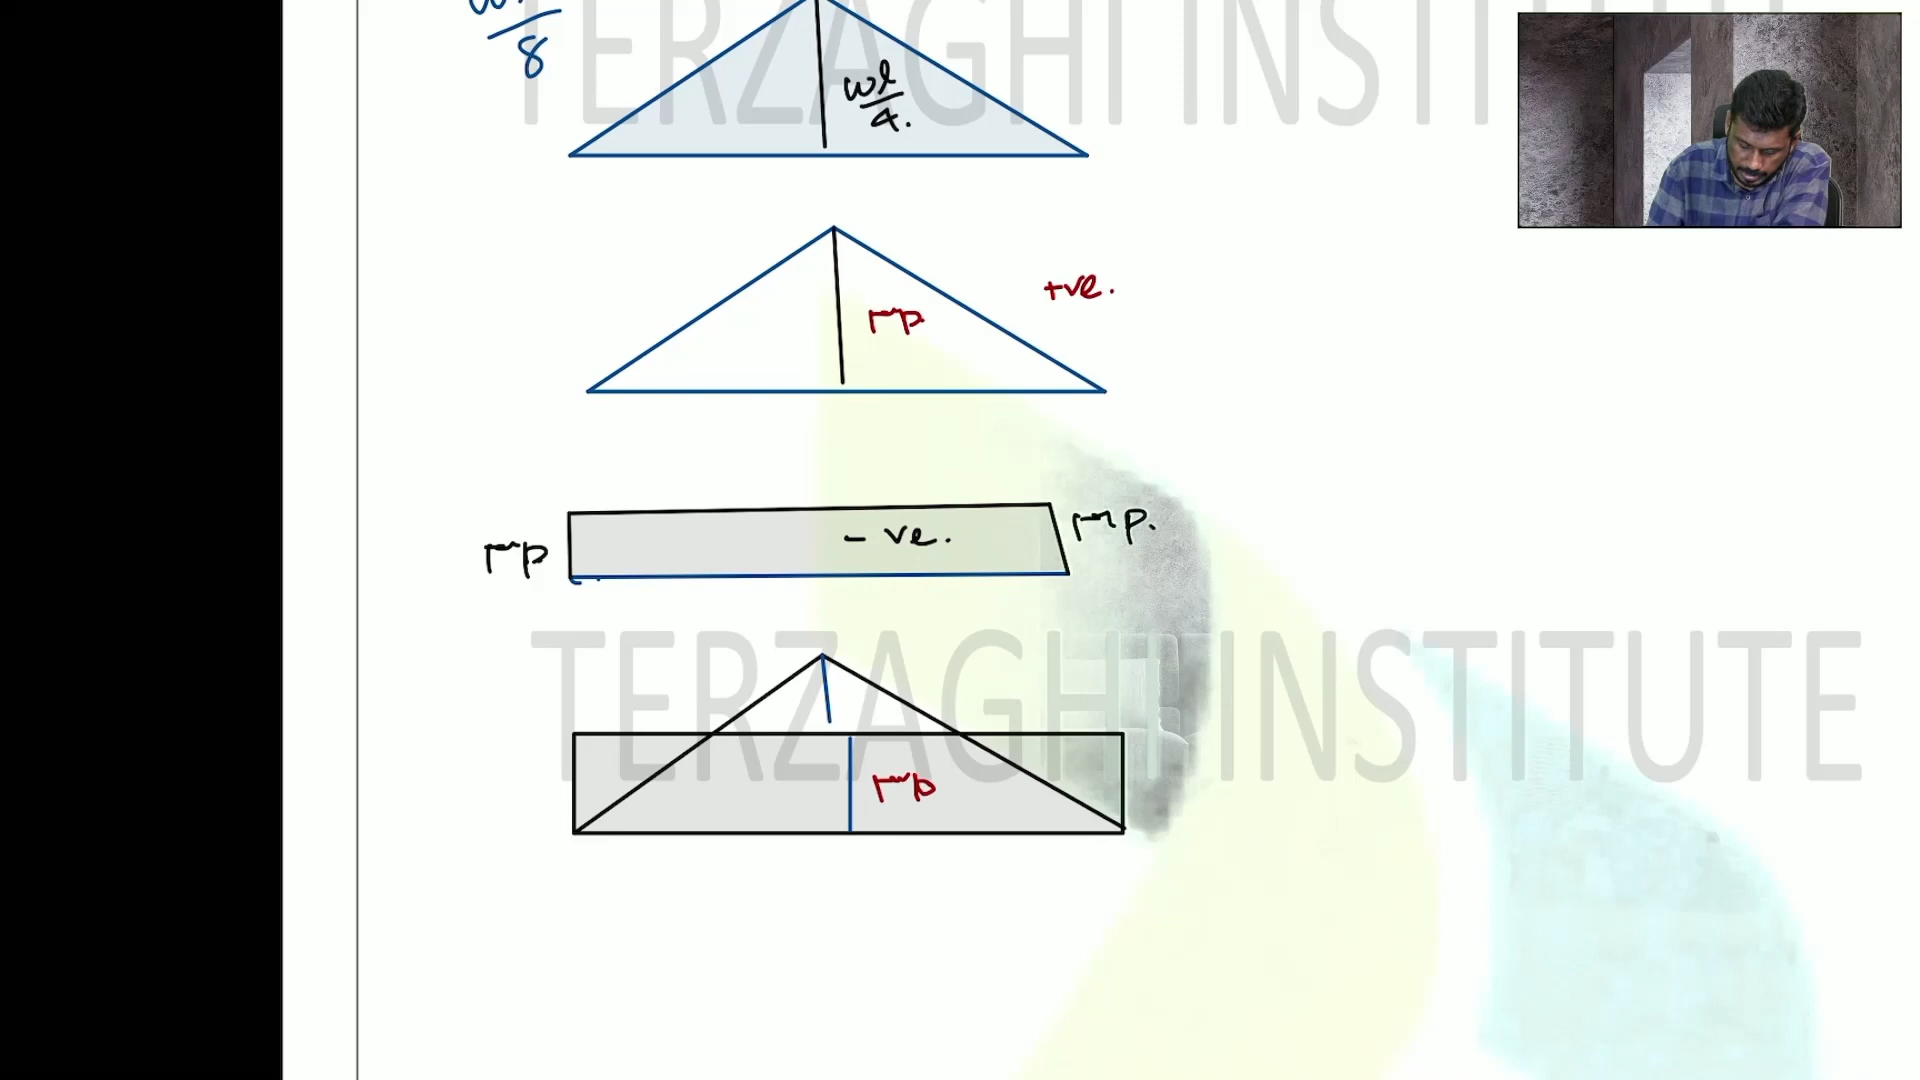 8
TERZAGHI INSTITUTE
wl
4.
+ve.
Mp
- ve.
Mp.
Mp
TERZAGHI INSTITUTE
Mp